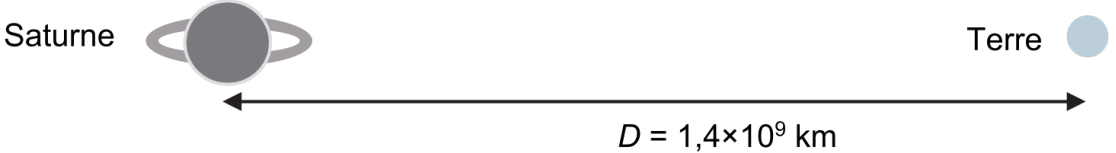 Saturne
Terre
D = 1,4×10⁹ km